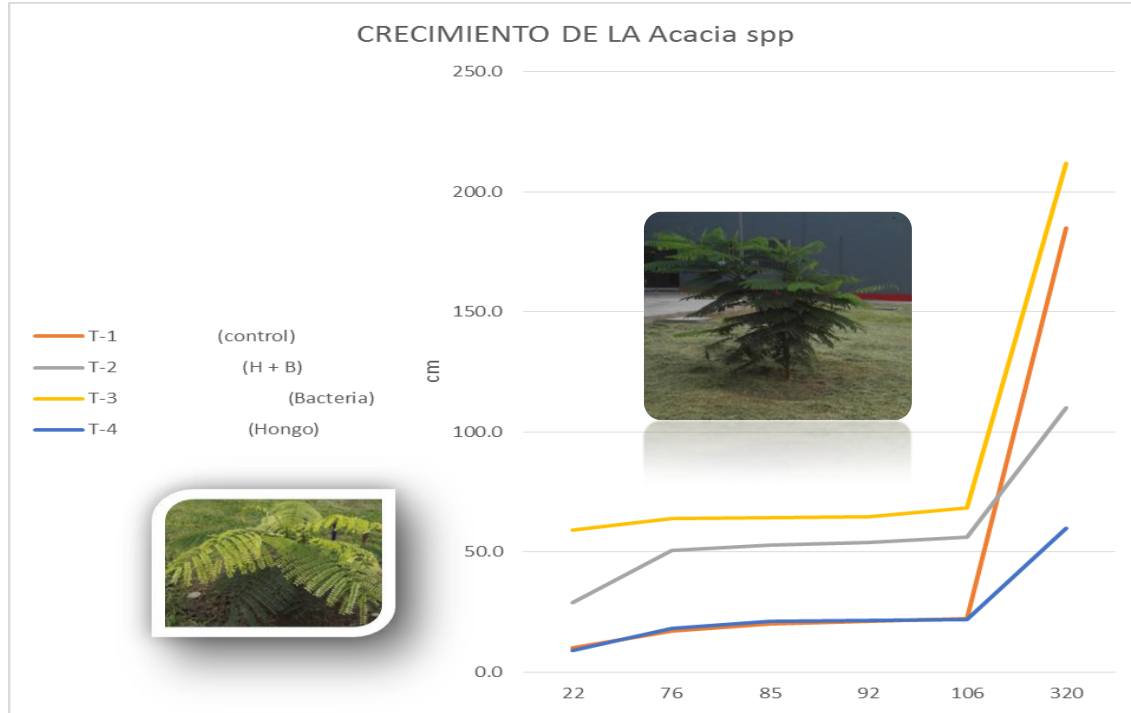 CRECIMIENTO DE LA Acacia spp
250.0
200.0
150.0
100.0
50.0
0.0
cm
22 76 85 92 106 320
T-1 (control)
T-2 (H + B)
T-3 (Bacteria)
T-4 (Hongo)